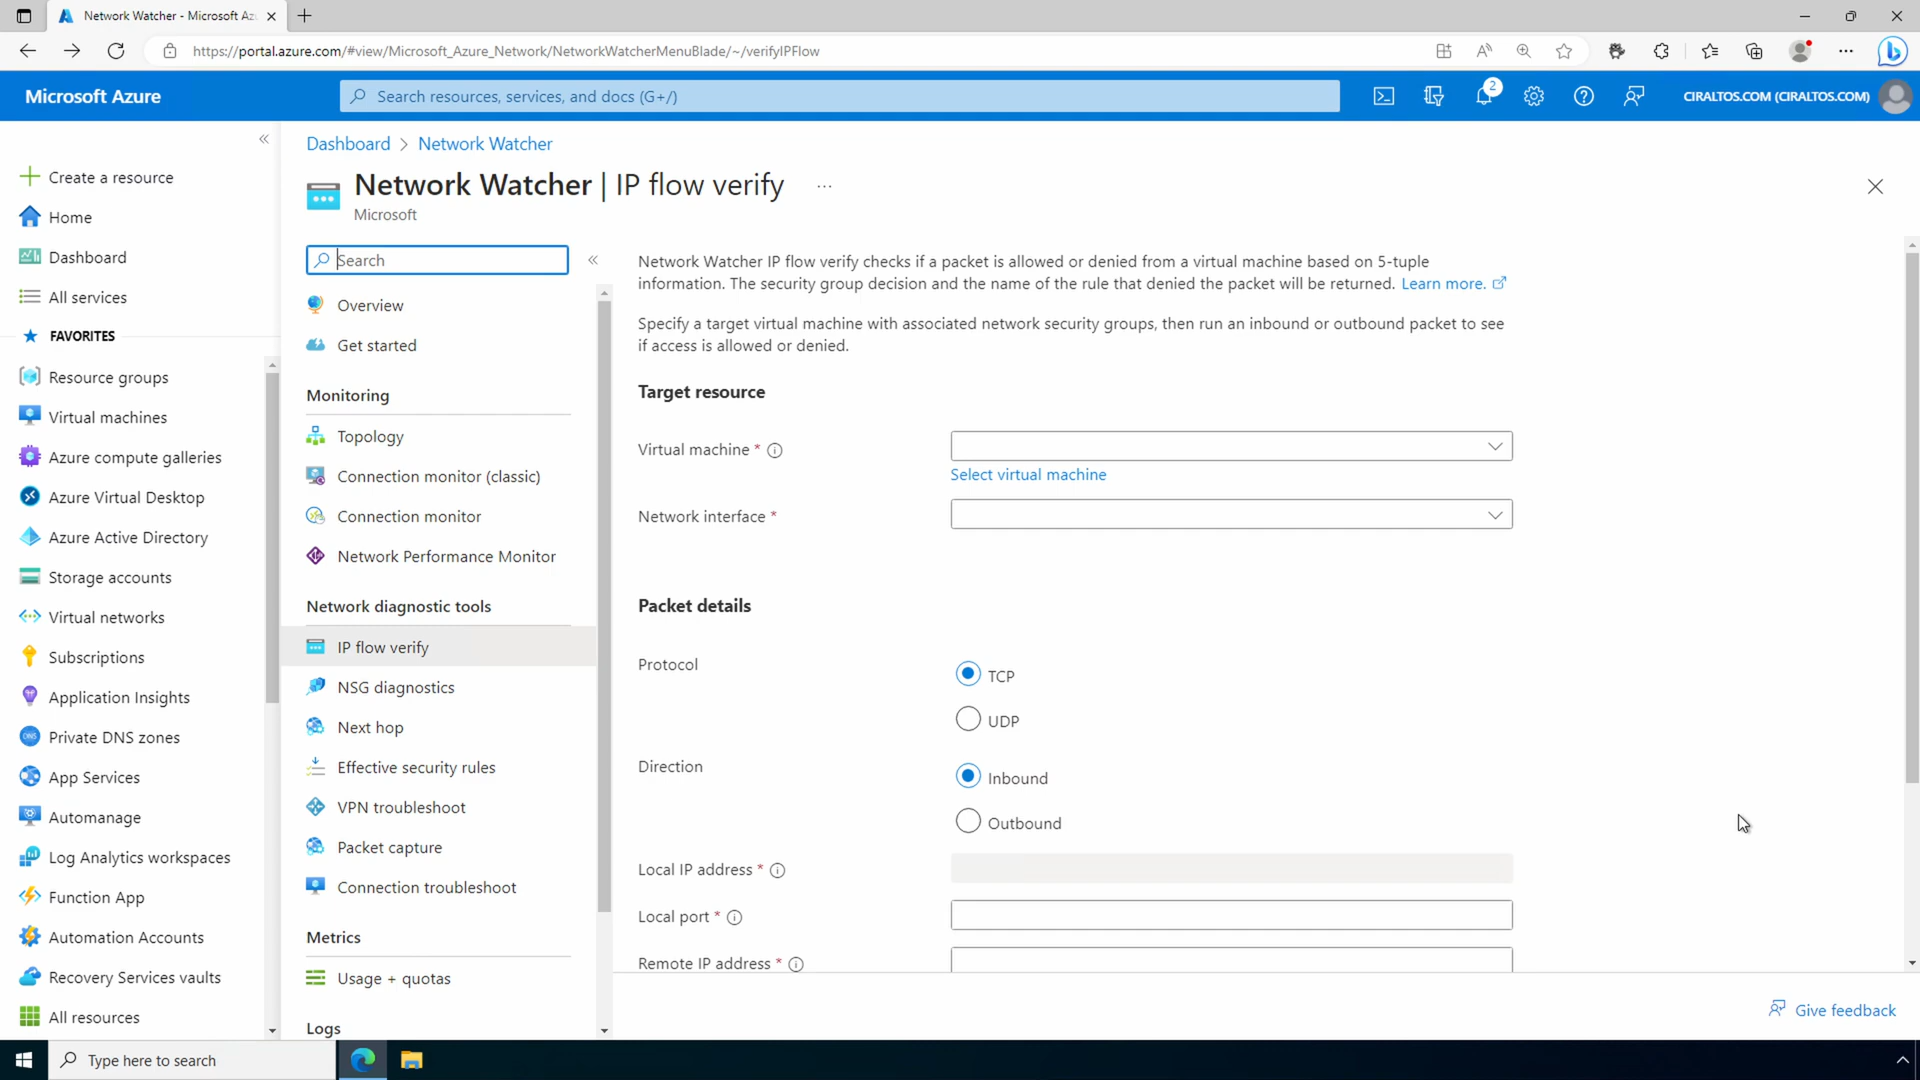 Network Watcher - Microsoft Az
https://portal.azure.com/#view/Microsoft_Azure_Network/NetworkWatcherMenuBlade/~/verifyIPFlow
Microsoft Azure
Search resources, services, and docs (G+/)
2
CIRALTOS.COM (CIRALTOS.COM)
Create a resource
Home
Dashboard
All services
FAVORITES
Resource groups
Virtual machines
Azure compute galleries
Azure Virtual Desktop
Azure Active Directory
Storage accounts
Virtual networks
Subscriptions
Application Insights
Private DNS zones
App Services
Automanage
Log Analytics workspaces
Function App
Automation Accounts
Recovery Services vaults
All resources
Dashboard > Network Watcher
Network Watcher | IP flow verify ...
Microsoft
Search
Overview
Get started
Monitoring
Topology
Connection monitor (classic)
Connection monitor
Network Performance Monitor
Network diagnostic tools
IP flow verify
NSG diagnostics
Next hop
Effective security rules
VPN troubleshoot
Packet capture
Connection troubleshoot
Metrics
Usage + quotas
Logs
Network Watcher IP flow verify checks if a packet is allowed or denied from a virtual machine based on 5-tuple
information. The security group decision and the name of the rule that denied the packet will be returned. Learn more.
Specify a target virtual machine with associated network security groups, then run an inbound or outbound packet to see
if access is allowed or denied.
Target resource
Virtual machine *
Select virtual machine
Network interface *
Packet details
Protocol
TCP
UDP
Direction
Inbound
Outbound
Local IP address *
Local port *
Remote IP address *
Give feedback
Type here to search